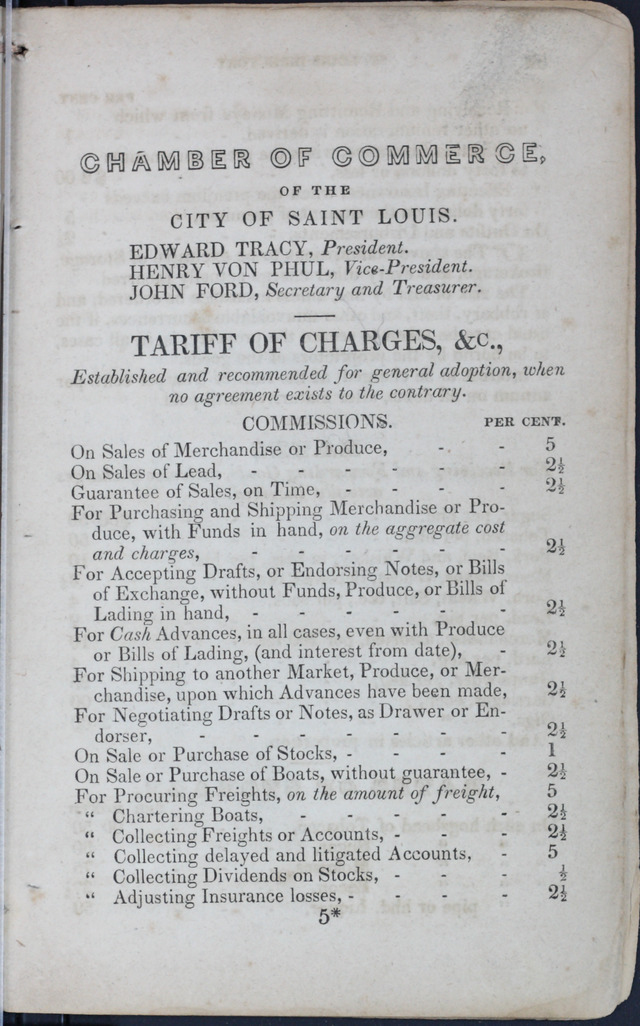 CHAMBER OF COMMERCE,
OF THE
CITY OF SAINT LOUIS.
EDWARD TRACY, President.
HENRY VON PHUL, Vice-President.
JOHN FORD, Secretary and Treasurer.
TARIFF OF CHARGES, &c.,
Established and recommended for general adoption, when
no agreement exists to the contrary.
COMMISSIONS. PER CENT.
On Sales of Merchandise or Produce, - - 5
On Sales of Lead, - - - - - - 2½
Guarantee of Sales, on Time, - - - - 2½
For Purchasing and Shipping Merchandise or Pro-
duce, with Funds in hand, on the aggregate cost
and charges, - - - - - - 2½
For Accepting Drafts, or Endorsing Notes, or Bills
of Exchange, without Funds, Produce, or Bills of
Lading in hand, - - - - - - 2½
For Cash Advances, in all cases, even with Produce
or Bills of Lading, (and interest from date), - 2½
For Shipping to another Market, Produce, or Mer-
chandise, upon which Advances have been made, 2½
For Negotiating Drafts or Notes, as Drawer or En-
dorser, - - - - - - - 2½
On Sale or Purchase of Stocks, - - - - 1
On Sale or Purchase of Boats, without guarantee, - 2½
For Procuring Freights, on the amount of freight, 5
“ Chartering Boats, - - - - - 2½
“ Collecting Freights or Accounts, - - - 2½
“ Collecting delayed and litigated Accounts, - 5
“ Collecting Dividends on Stocks, - - - ½
“ Adjusting Insurance losses, - - - - 2½
5*